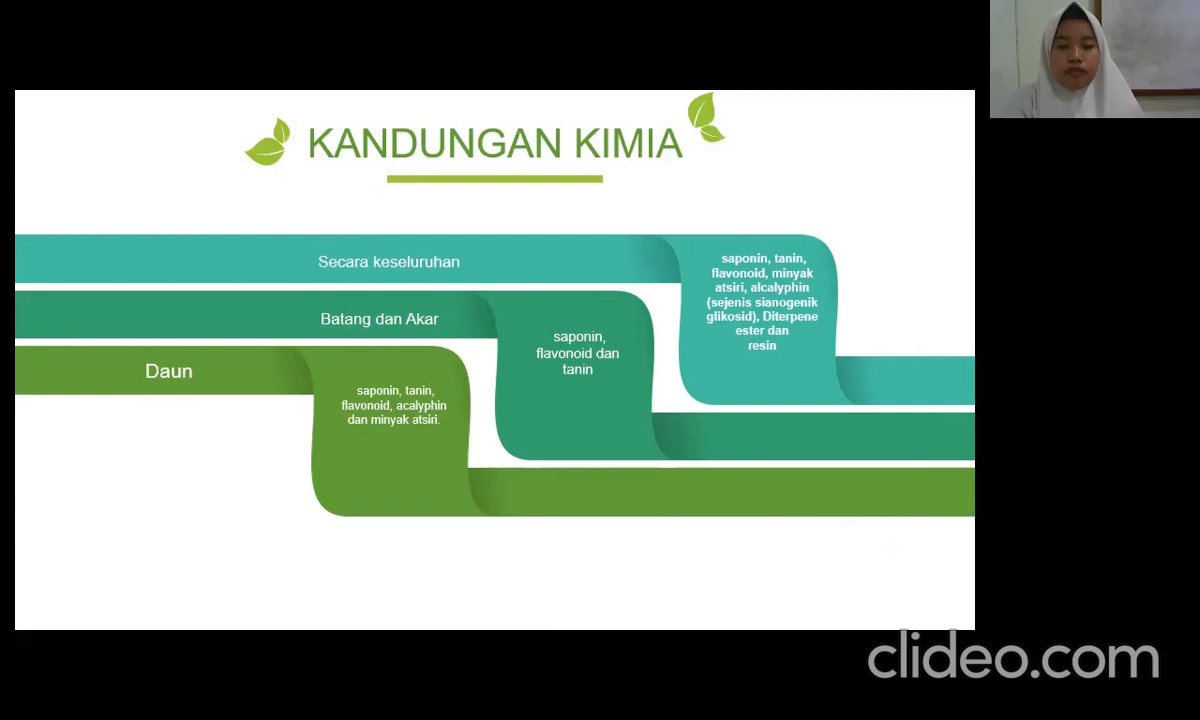 KANDUNGAN KIMIA
Secara keseluruhan
saponin, tanin,
flavonoid, minyak
atsiri, alcalyphin
(sejenis sianogenik
glikosid), Diterpene
ester dan
resin
Batang dan Akar
saponin,
flavonoid dan
tanin
Daun
saponin, tanin,
flavonoid, acalyphin
dan minyak atsiri.
clideo.com